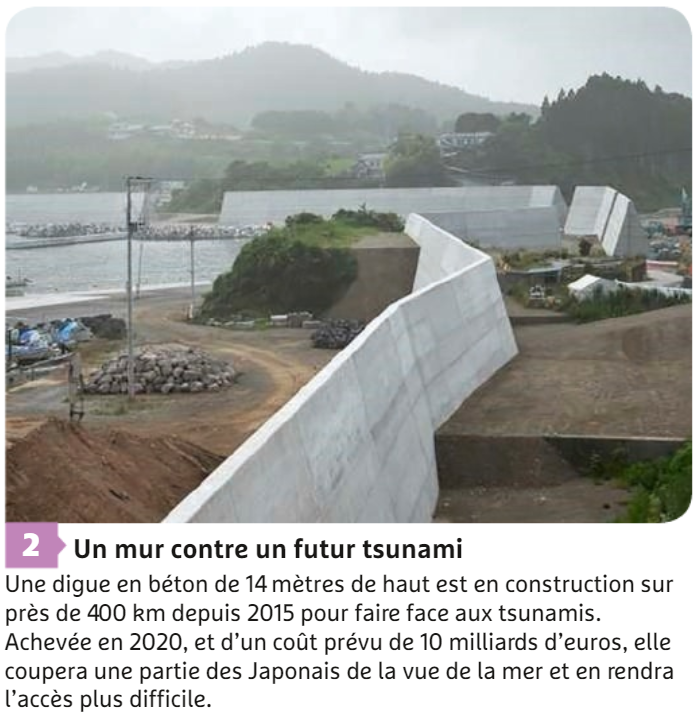 2 Un mur contre un futur tsunami
Une digue en béton de 14 mètres de haut est en construction sur
près de 400 km depuis 2015 pour faire face aux tsunamis.
Achevée en 2020, et d’un coût prévu de 10 milliards d’euros, elle
coupera une partie des Japonais de la vue de la mer et en rendra
l’accès plus difficile.